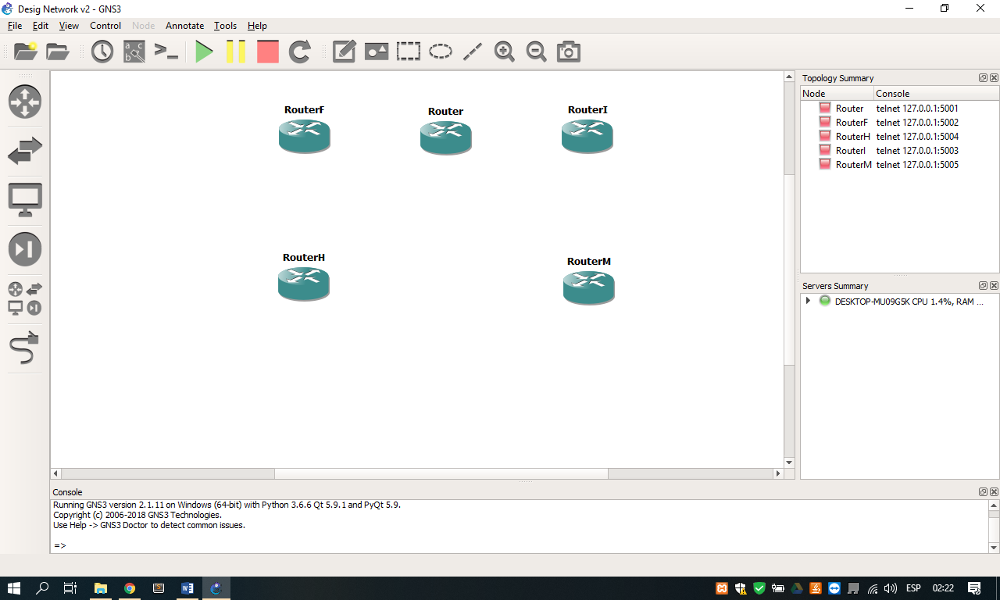 Desig Network v2 - GNS3
File Edit View Control Node Annotate Tools Help
RouterF
Router
RouterI
RouterH
RouterM
Topology Summary
Node Console
Router telnet 127.0.0.1:5001
RouterF telnet 127.0.0.1:5002
RouterH telnet 127.0.0.1:5004
RouterI telnet 127.0.0.1:5003
RouterM telnet 127.0.0.1:5005
Servers Summary
DESKTOP-MU09G5K CPU 1.4%, RAM ...
Console
Running GNS3 version 2.1.11 on Windows (64-bit) with Python 3.6.6 Qt 5.9.1 and PyQt 5.9.
Copyright (c) 2006-2018 GNS3 Technologies.
Use Help -> GNS3 Doctor to detect common issues.
=>
ESP 02:22